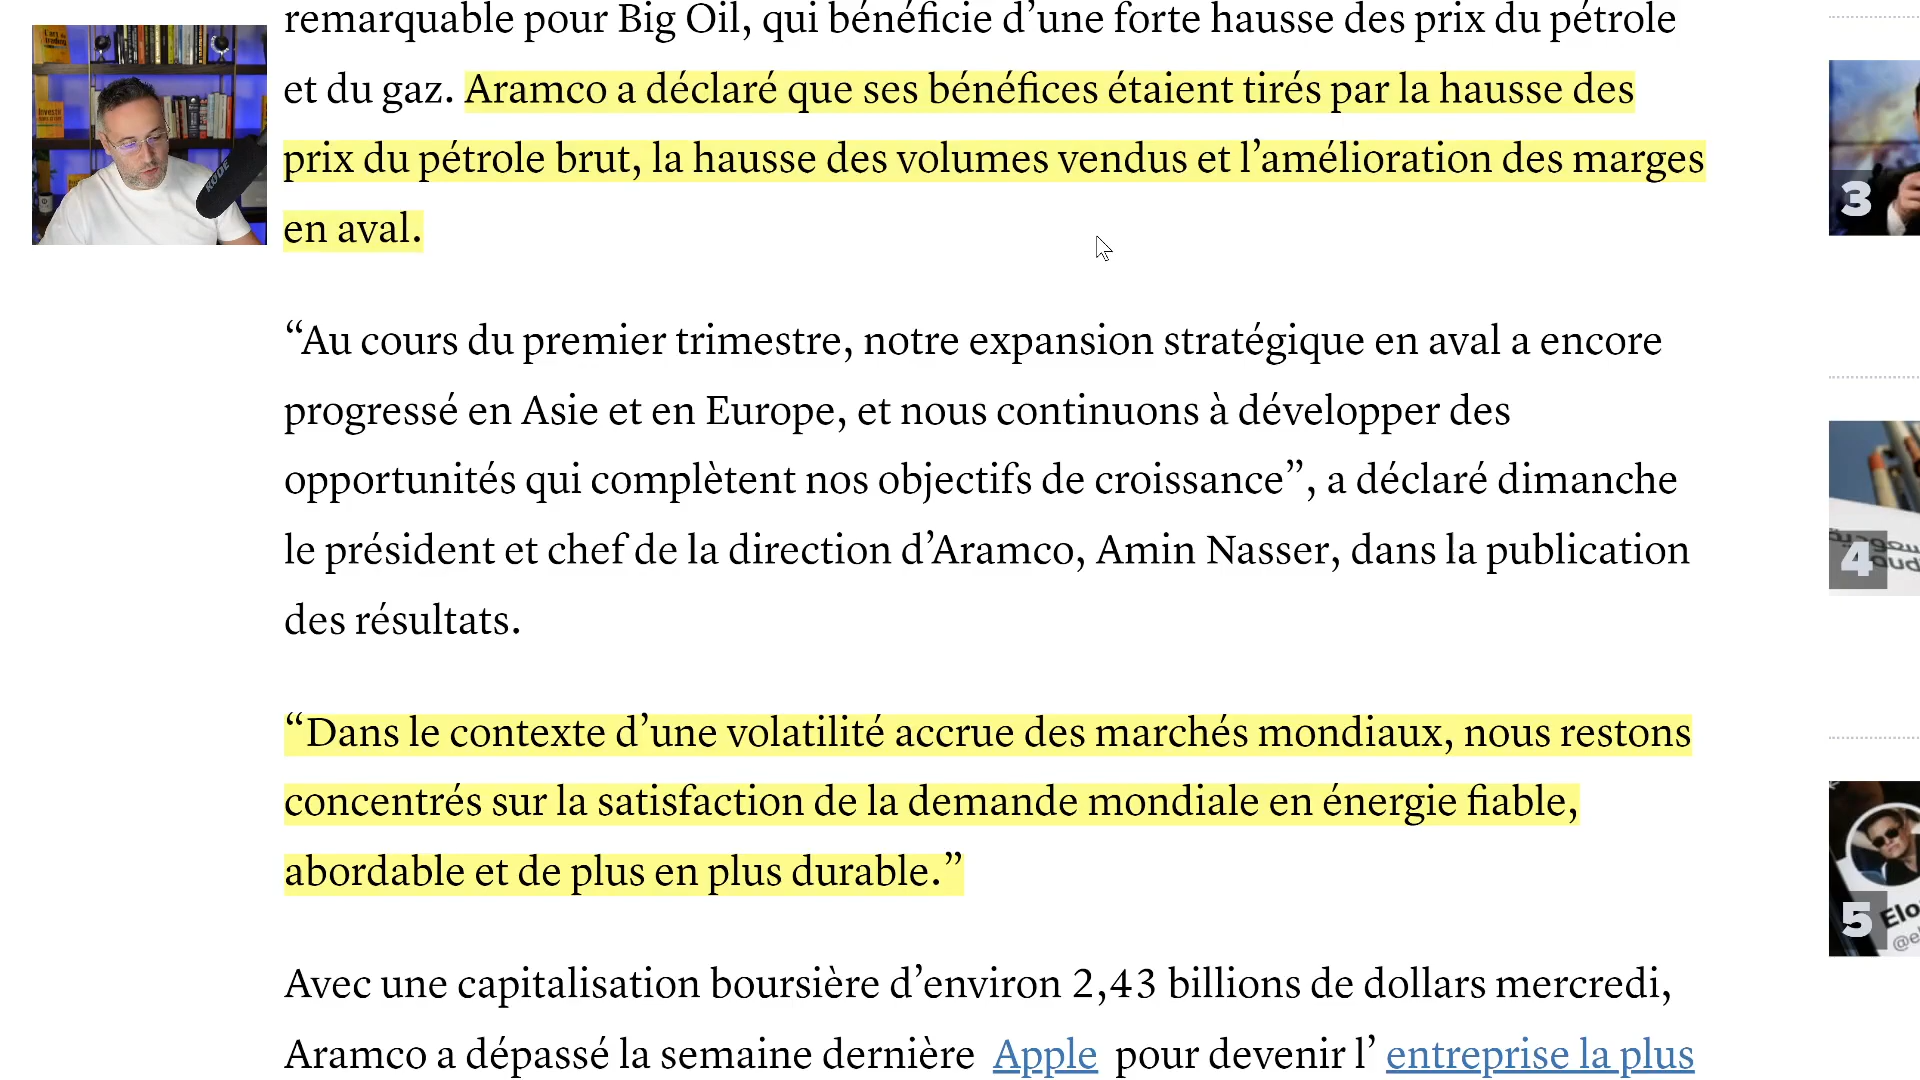 remarquable pour Big Oil, qui bénéficie d’une forte hausse des prix du pétrole
et du gaz. Aramco a déclaré que ses bénéfices étaient tirés par la hausse des
prix du pétrole brut, la hausse des volumes vendus et l’amélioration des marges
en aval.
“Au cours du premier trimestre, notre expansion stratégique en aval a encore
progressé en Asie et en Europe, et nous continuons à développer des
opportunités qui complètent nos objectifs de croissance”, a déclaré dimanche
le président et chef de la direction d’Aramco, Amin Nasser, dans la publication
des résultats.
“Dans le contexte d’une volatilité accrue des marchés mondiaux, nous restons
concentrés sur la satisfaction de la demande mondiale en énergie fiable,
abordable et de plus en plus durable.”
Avec une capitalisation boursière d’environ 2,43 billions de dollars mercredi,
Aramco a dépassé la semaine dernière Apple pour devenir l’ entreprise la plus
RØDE
3
4
5